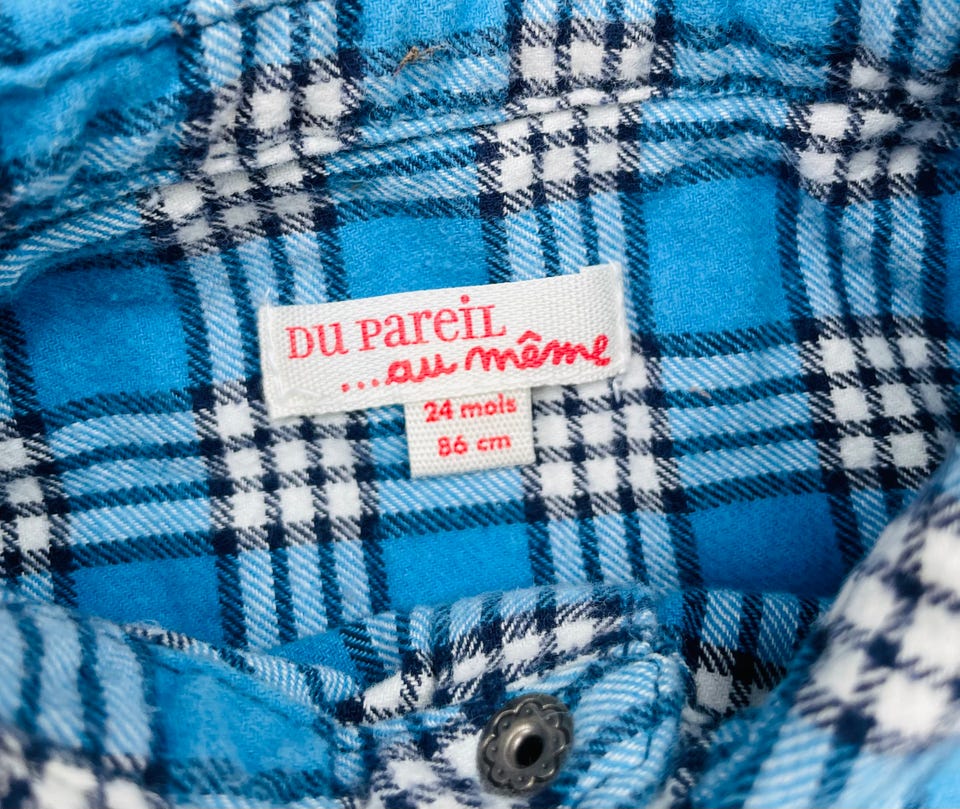 Du pareil
...au même
24 mois
86 cm